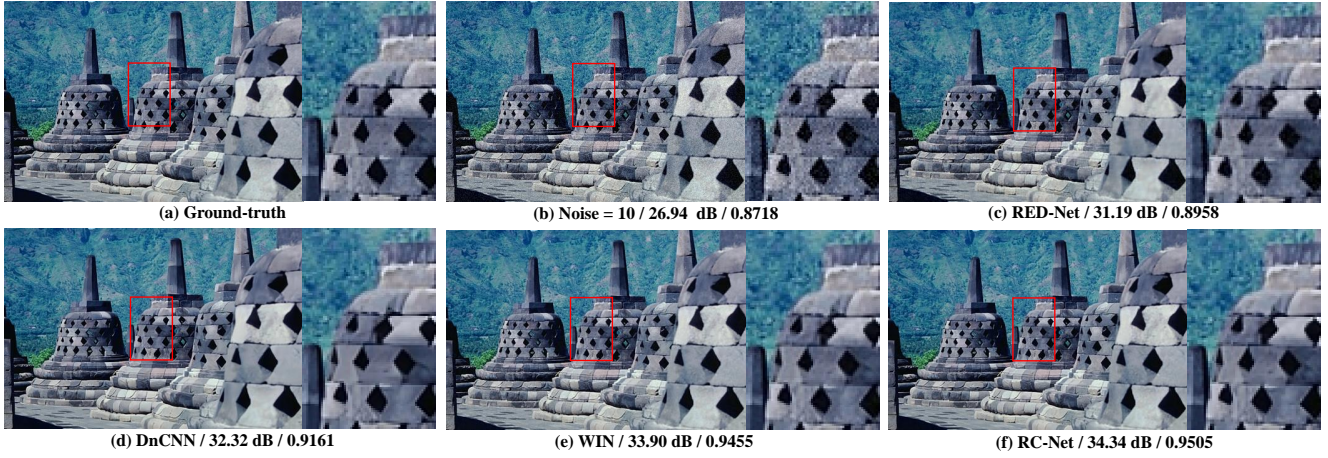 (a) Ground-truth
(b) Noise = 10 / 26.94 dB / 0.8718
(c) RED-Net / 31.19 dB / 0.8958
(d) DnCNN / 32.32 dB / 0.9161
(e) WIN / 33.90 dB / 0.9455
(f) RC-Net / 34.34 dB / 0.9505